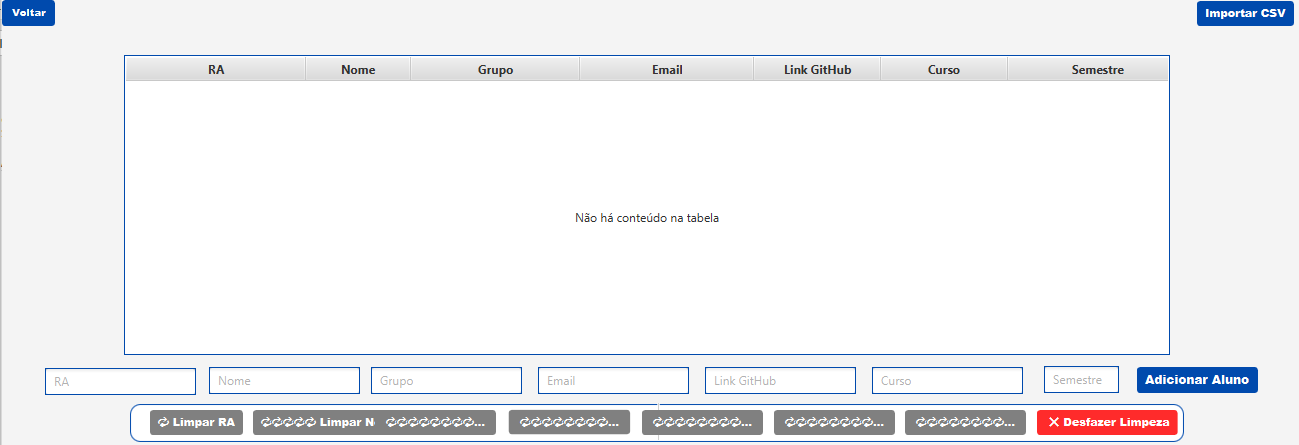 Voltar
Importar CSV
RA Nome Grupo Email Link GitHub Curso Semestre
Não há conteúdo na tabela
RA Nome Grupo Email Link GitHub Curso Semestre Adicionar Aluno
Limpar RA Limpar N ... ... ... ... ... Desfazer Limpeza